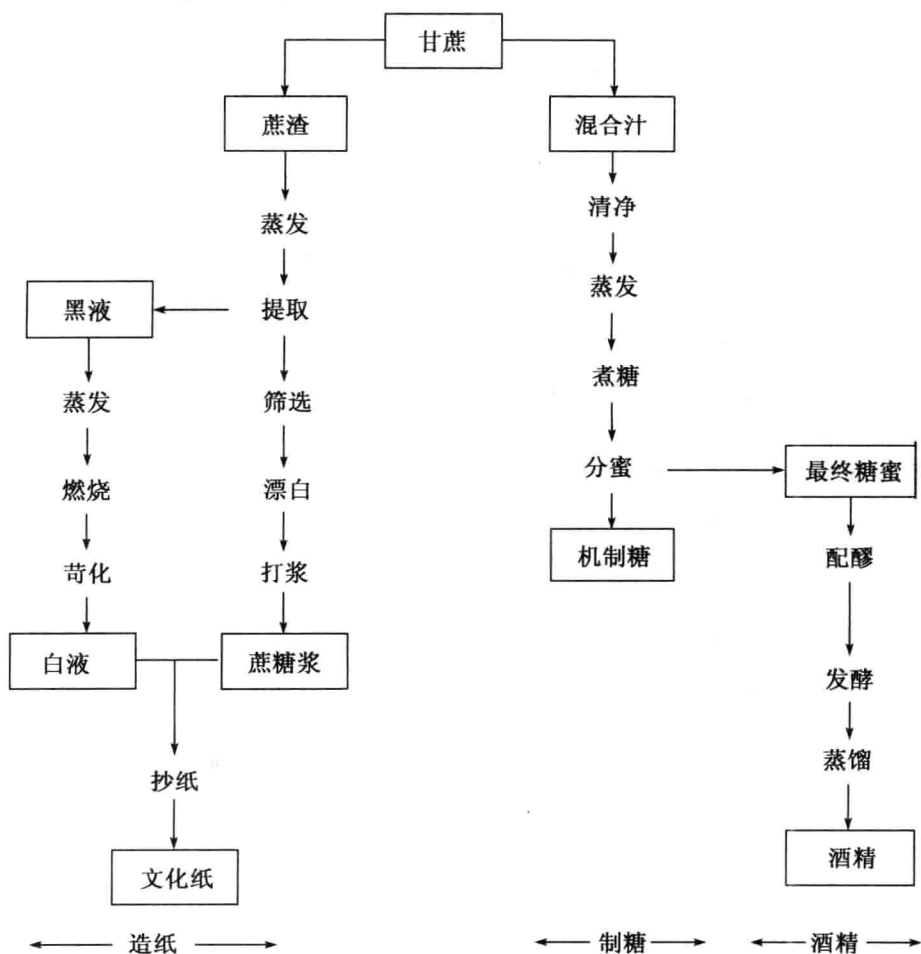 甘蔗
蔗渣
混合汁
蒸发
清净
黑液
提取
蒸发
蒸发
筛选
煮糖
燃烧
漂白
分蜜
最终糖蜜
苛化
打浆
机制糖
配醪
白液
蔗糖浆
发酵
抄纸
蒸馏
文化纸
酒精
造纸
制糖
酒精